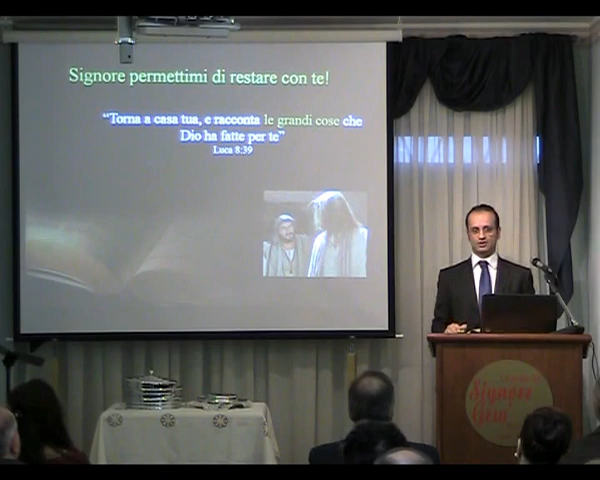 Signore permettimi di restare con te!
“Torna a casa tua, e racconta le grandi cose che
Dio ha fatte per te”
Luca 8:39
Signore